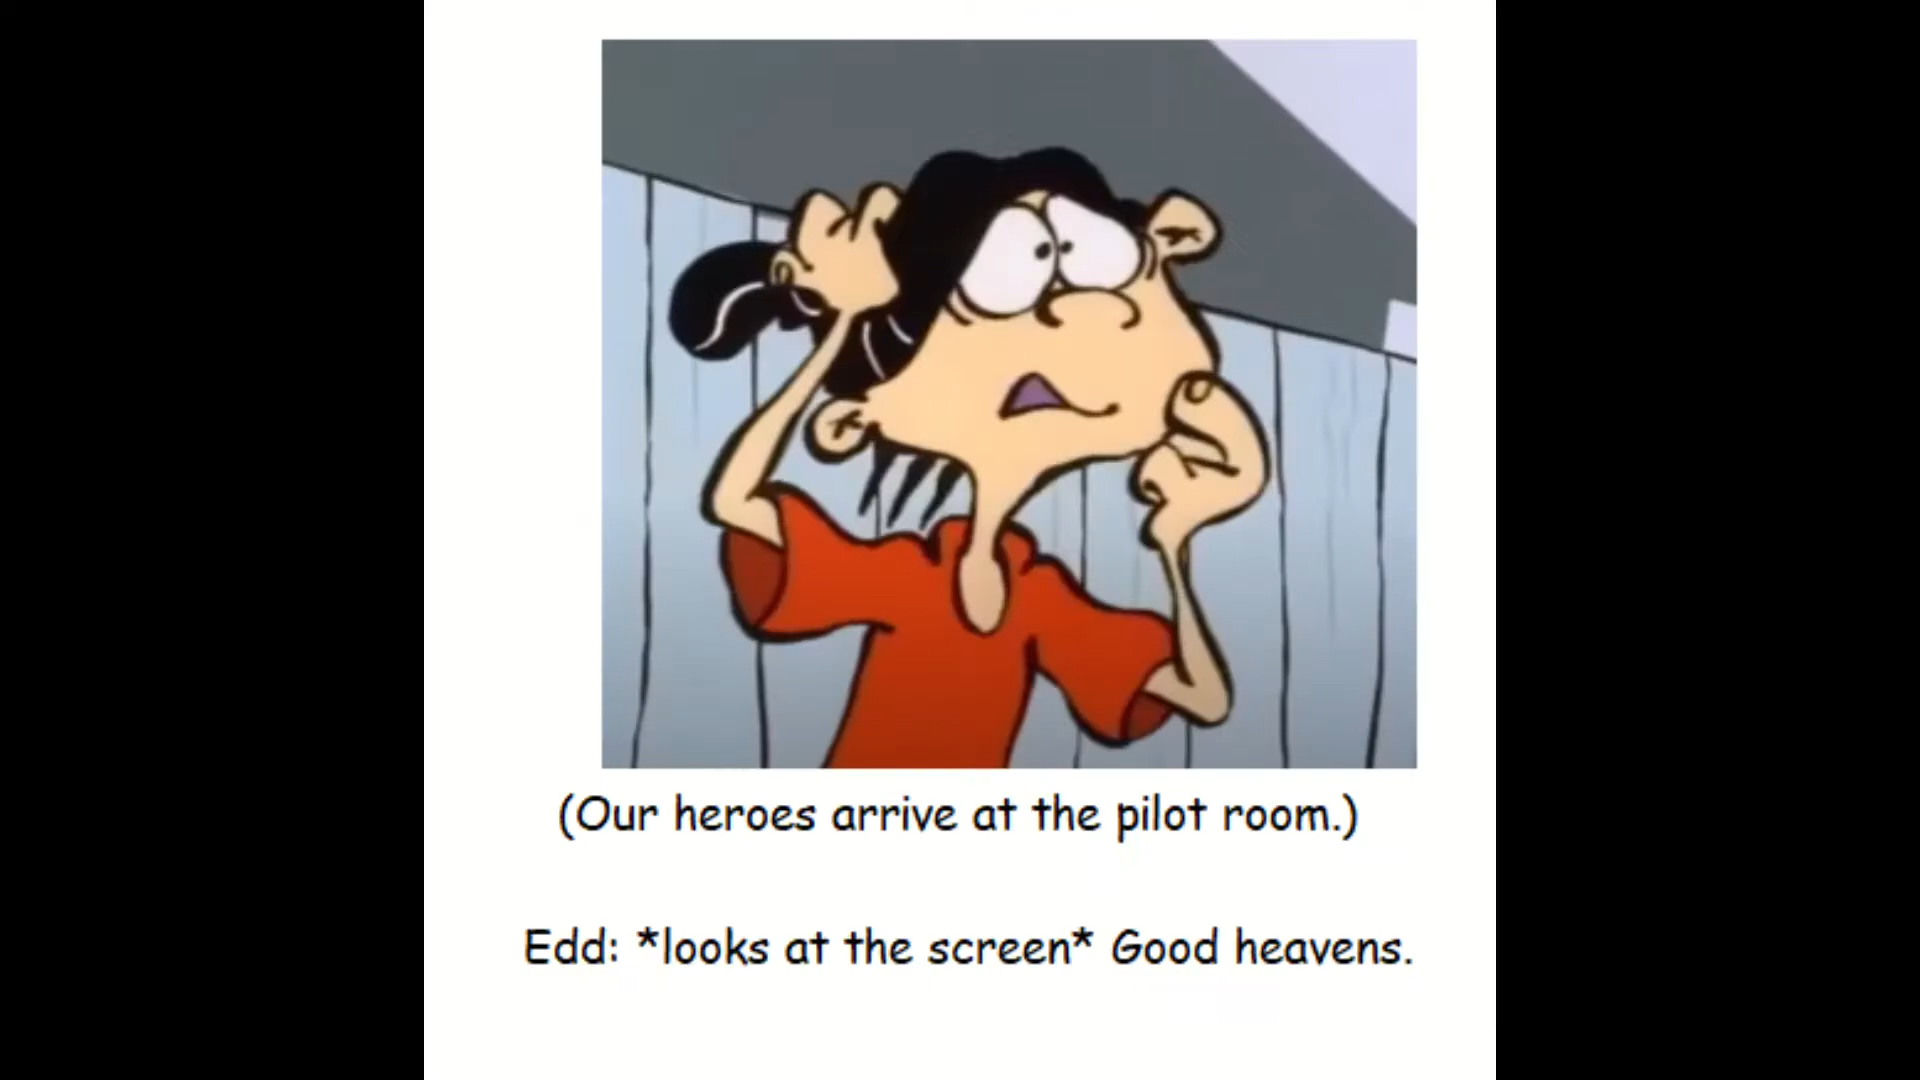 (Our heroes arrive at the pilot room.)
Edd: *looks at the screen* Good heavens.